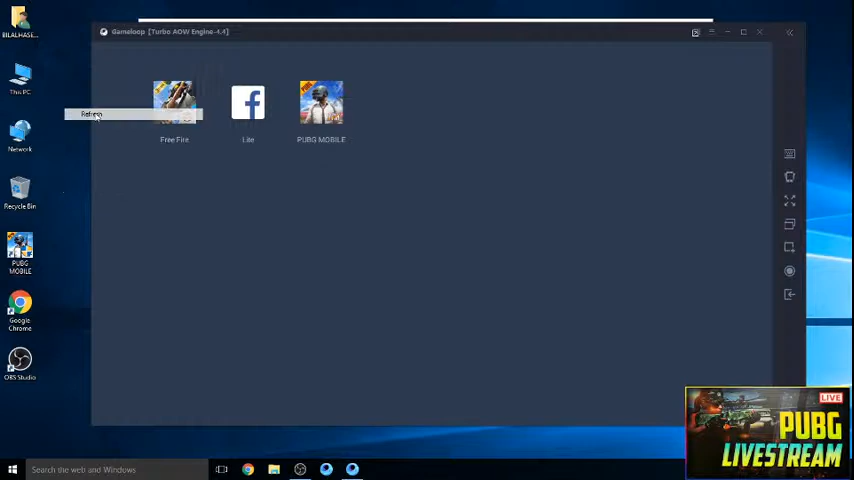 BILALHASE...
This PC
Network
Recycle Bin
PUBG
MOBILE
Google
Chrome
OBS Studio
Gameloop [Turbo AOW Engine-4.4]
Refresh
Free Fire
Lite
PUBG MOBILE
LIVE
PUBG
LIVESTREAM
Search the web and Windows